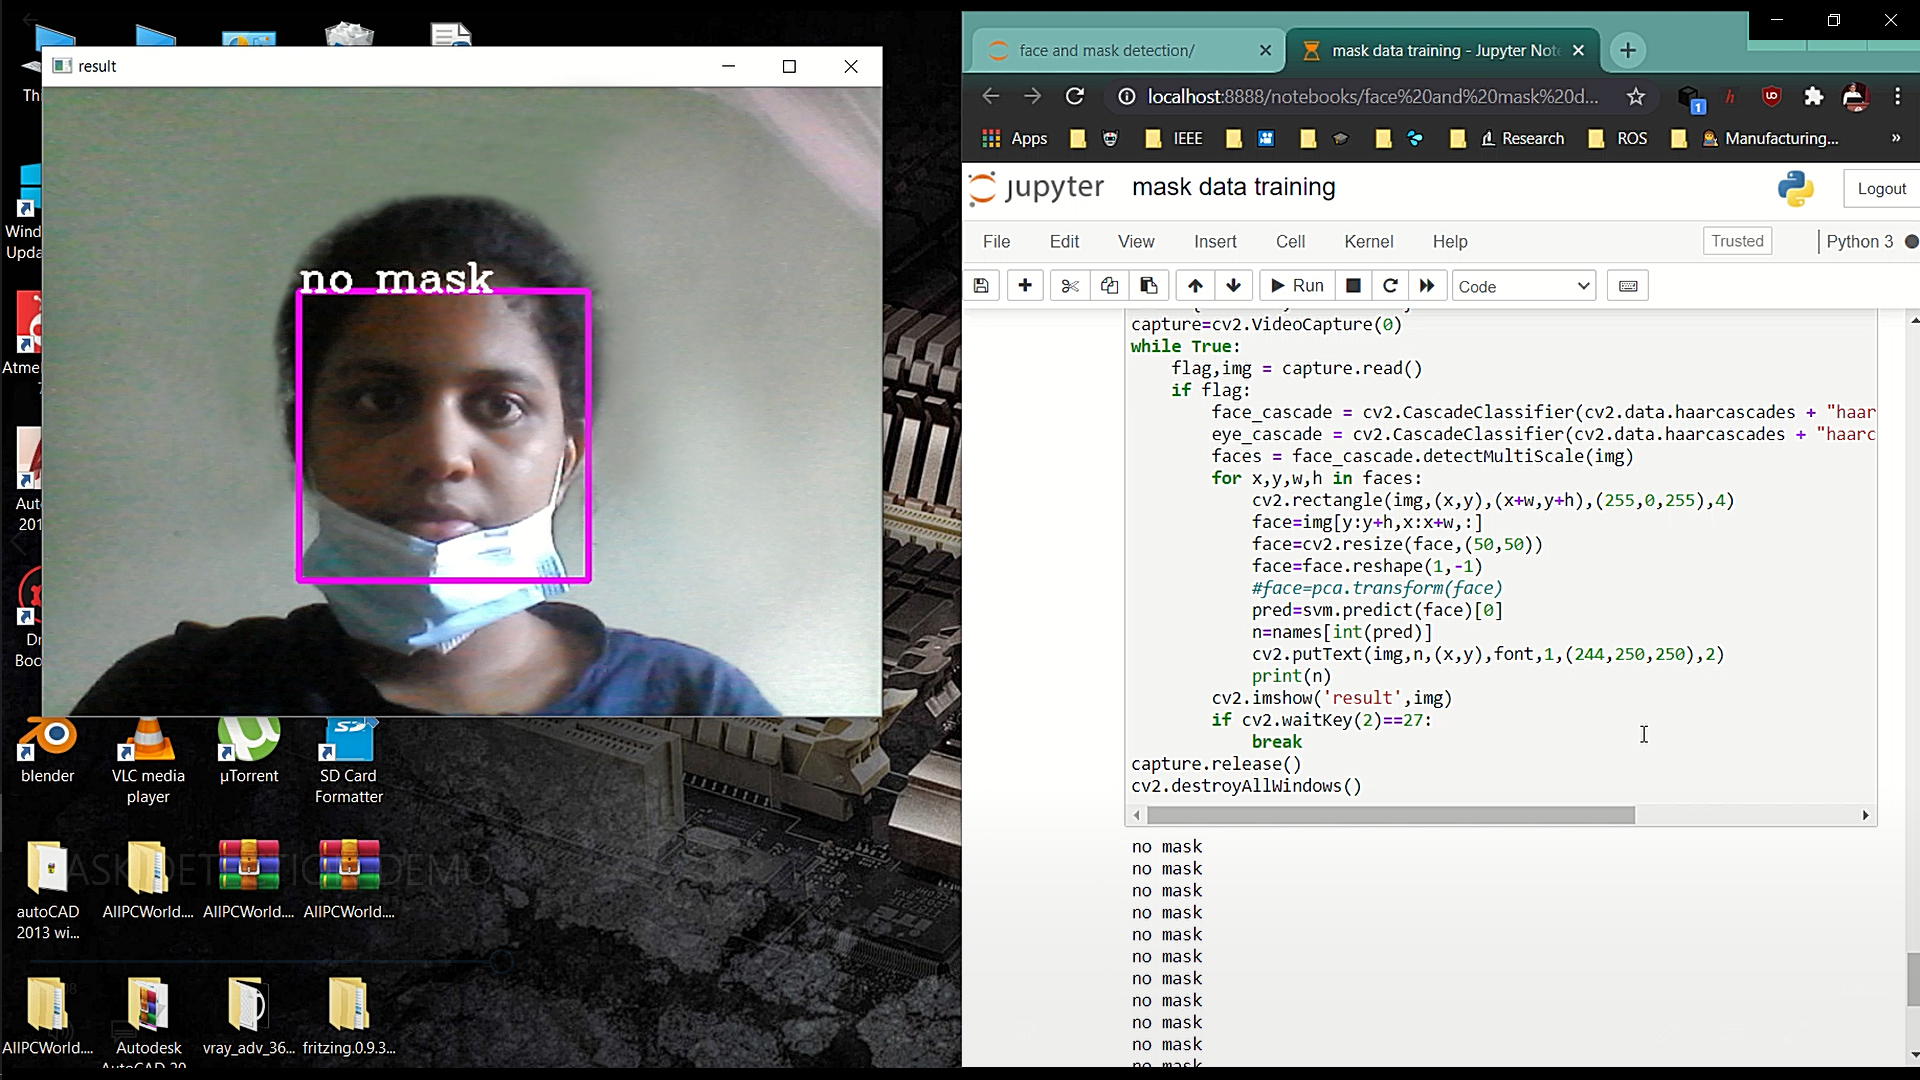 result
no mask
Wind
Upda
Atme
7
Aut
201
Dr
Boo
blender
VLC media
player
µTorrent
SD Card
Formatter
MASK DETECTION DEMO
autoCAD
2013 wi...
AllPCWorld....
AllPCWorld....
AllPCWorld....
AllPCWorld....
Autodesk
AutoCAD 20
vray_adv_36...
fritzing.0.9.3...
face and mask detection/
mask data training - Jupyter Note
localhost:8888/notebooks/face%20and%20mask%20d...
1
Apps
IEEE
Research
ROS
Manufacturing...
»
jupyter
mask data training
Logout
File
Edit
View
Insert
Cell
Kernel
Help
Trusted
Python 3
Run
Code
capture=cv2.VideoCapture(0)
while True:
flag,img = capture.read()
if flag:
face_cascade = cv2.CascadeClassifier(cv2.data.haarcascades + "haar
eye_cascade = cv2.CascadeClassifier(cv2.data.haarcascades + "haarc
faces = face_cascade.detectMultiScale(img)
for x,y,w,h in faces:
cv2.rectangle(img,(x,y),(x+w,y+h),(255,0,255),4)
face=img[y:y+h,x:x+w,:]
face=cv2.resize(face,(50,50))
face=face.reshape(1,-1)
#face=pca.transform(face)
pred=svm.predict(face)[0]
n=names[int(pred)]
cv2.putText(img,n,(x,y),font,1,(244,250,250),2)
print(n)
cv2.imshow('result',img)
if cv2.waitKey(2)==27:
break
capture.release()
cv2.destroyAllWindows()
no mask
no mask
no mask
no mask
no mask
no mask
no mask
no mask
no mask
no mask
no mask